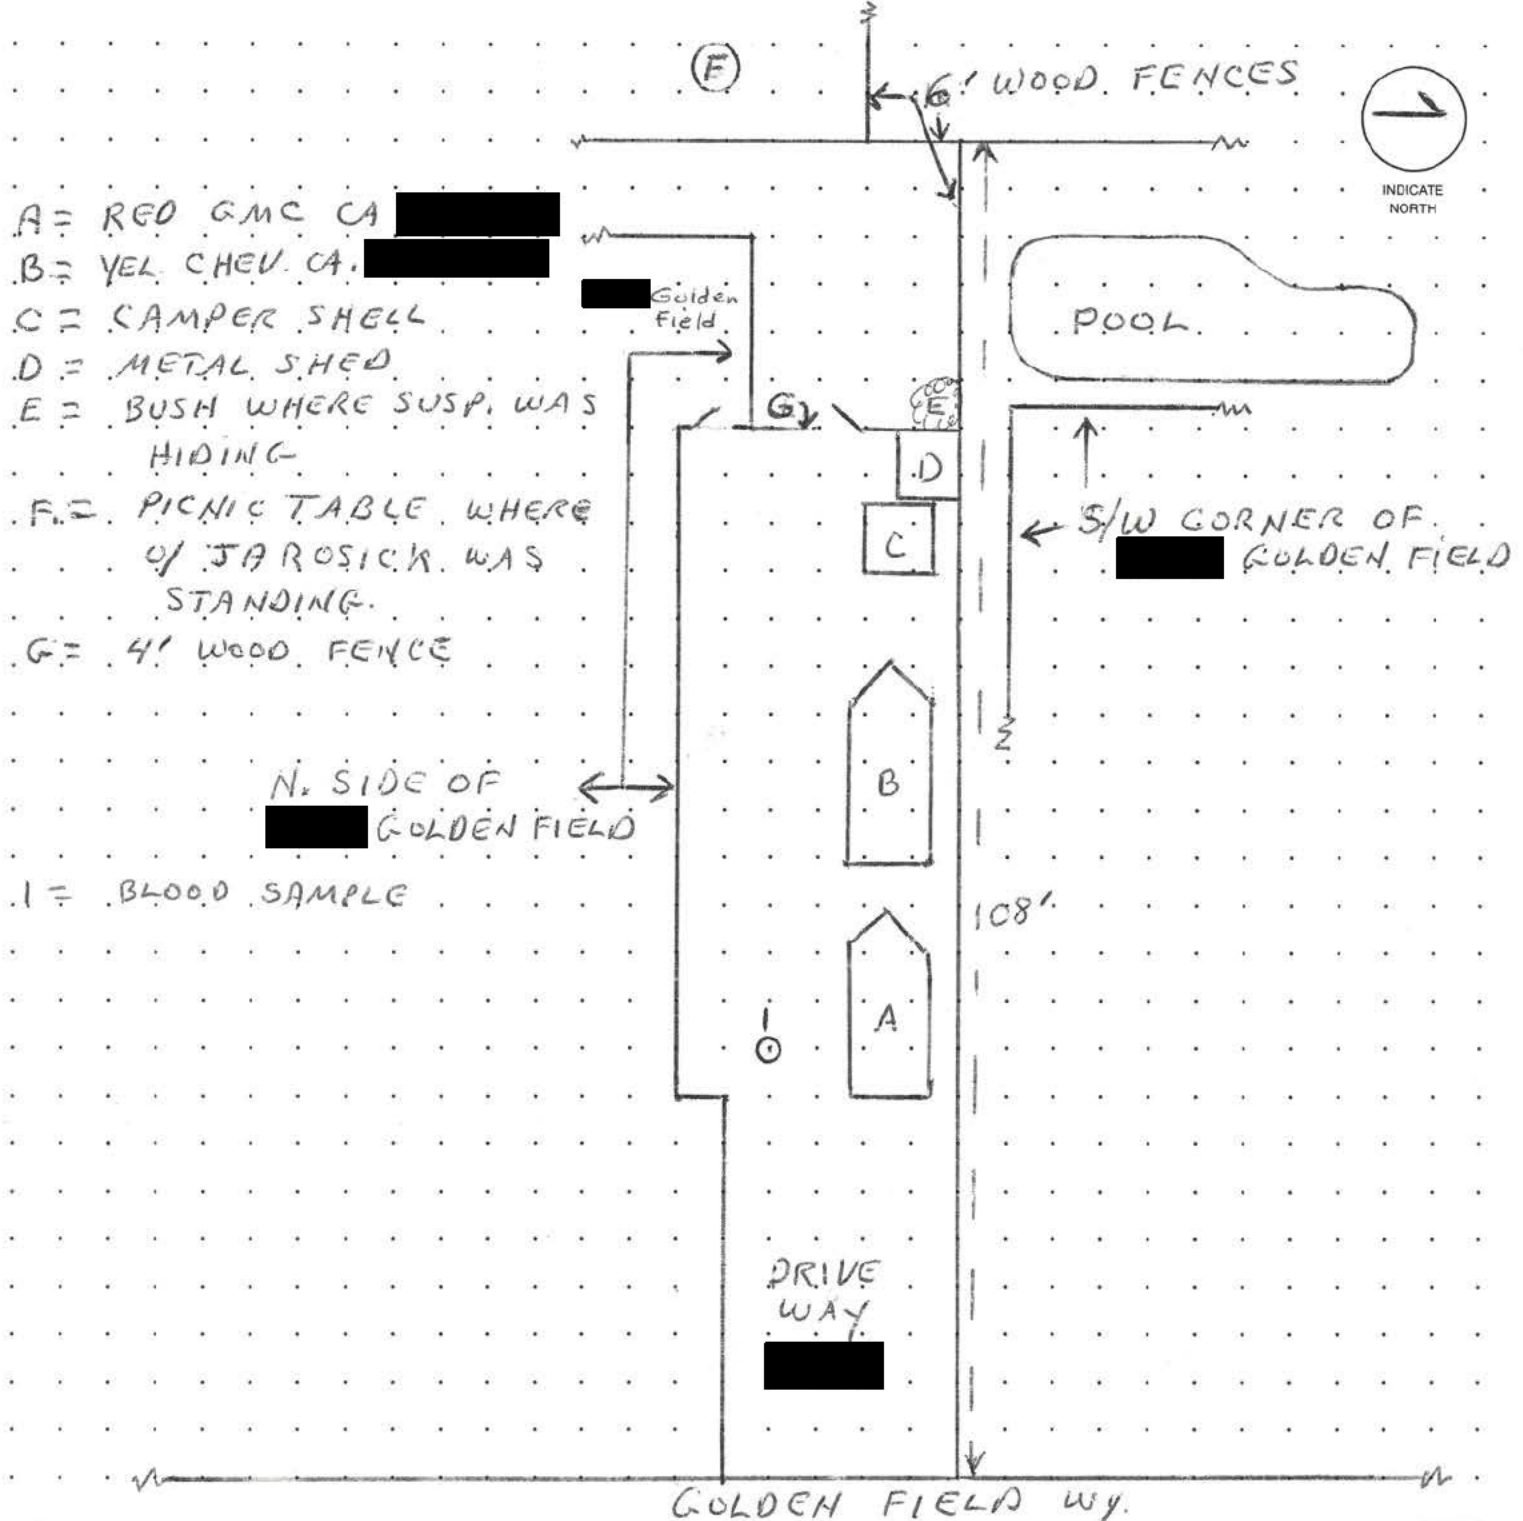 F
6' WOOD FENCES
INDICATE
NORTH
A = RED GMC CA
B = YEL CHEV. CA.
C = CAMPER SHELL
D = METAL SHED
E = BUSH WHERE SUSP. WAS
HIDING
F. = PICNIC TABLE WHERE
O/ JAROSICK WAS
STANDING.
G = 4' WOOD FENCE
Golden
Field
POOL
G
E
D
C
S/W CORNER OF
GOLDEN FIELD
B
N. SIDE OF
GOLDEN FIELD
1 = BLOOD SAMPLE
108'
A
1
DRIVE
WAY
GOLDEN FIELD WY.